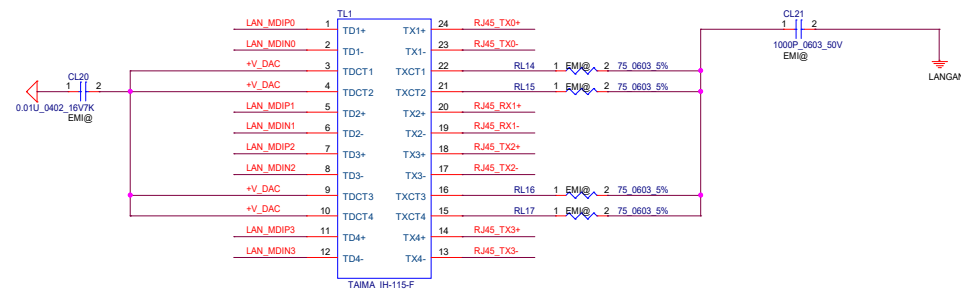 TL1
LAN_MDIP0 1 TD1+ TX1+ 24 RJ45_TX0+
LAN_MDIN0 2 TD1- TX1- 23 RJ45_TX0-
+V_DAC 3 TDCT1 TXCT1 22 RL14 1 EMI@ 2 75_0603_5%
+V_DAC 4 TDCT2 TXCT2 21 RL15 1 EMI@ 2 75_0603_5%
LAN_MDIP1 5 TD2+ TX2+ 20 RJ45_RX1+
LAN_MDIN1 6 TD2- TX2- 19 RJ45_RX1-
LAN_MDIP2 7 TD3+ TX3+ 18 RJ45_TX2+
LAN_MDIN2 8 TD3- TX3- 17 RJ45_TX2-
+V_DAC 9 TDCT3 TXCT3 16 RL16 1 EMI@ 2 75_0603_5%
+V_DAC 10 TDCT4 TXCT4 15 RL17 1 EMI@ 2 75_0603_5%
LAN_MDIP3 11 TD4+ TX4+ 14 RJ45_TX3+
LAN_MDIN3 12 TD4- TX4- 13 RJ45_TX3-
TAIMA_IH-115-F
CL20
1 2
0.01U_0402_16V7K
EMI@
CL21
1 2
1000P_0603_50V
EMI@
LANGAN